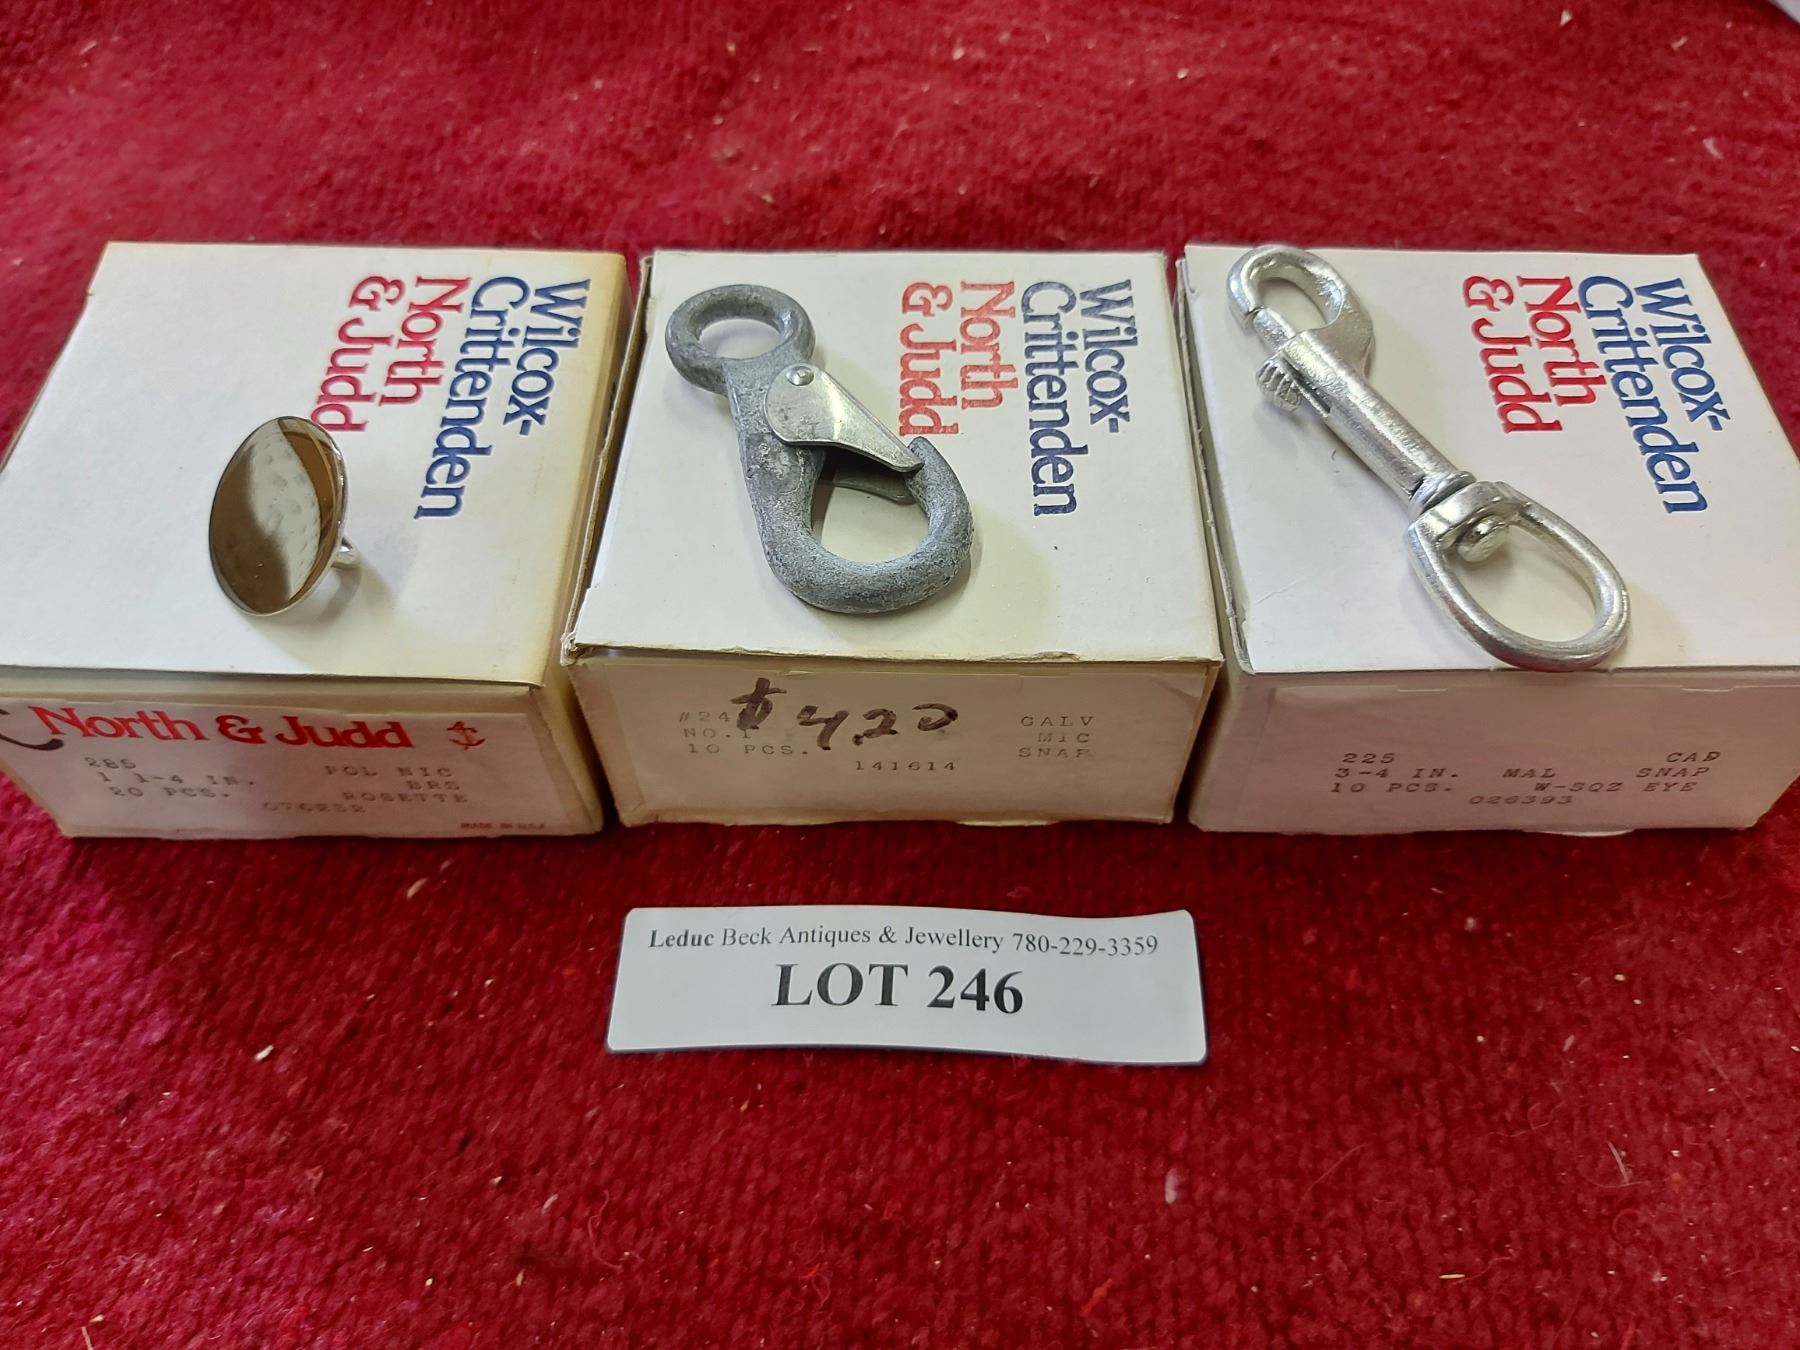 Wilcox-
Crittenden
North
& Judd
Wilcox-
Crittenden
North
& Judd
Wilcox-
Crittenden
North
& Judd
North & Judd
285 POL NIC
1 1-4 IN. BRS
20 PCS. ROSETTE
076232
MADE IN U.S.A.
#24 GALV
NO.1 MIC
10 PCS. SNAP
141614
$4.20
225 CAD
3-4 IN. MAL SNAP
10 PCS. W-SQZ EYE
026393
Leduc Beck Antiques & Jewellery 780-229-3359
LOT 246